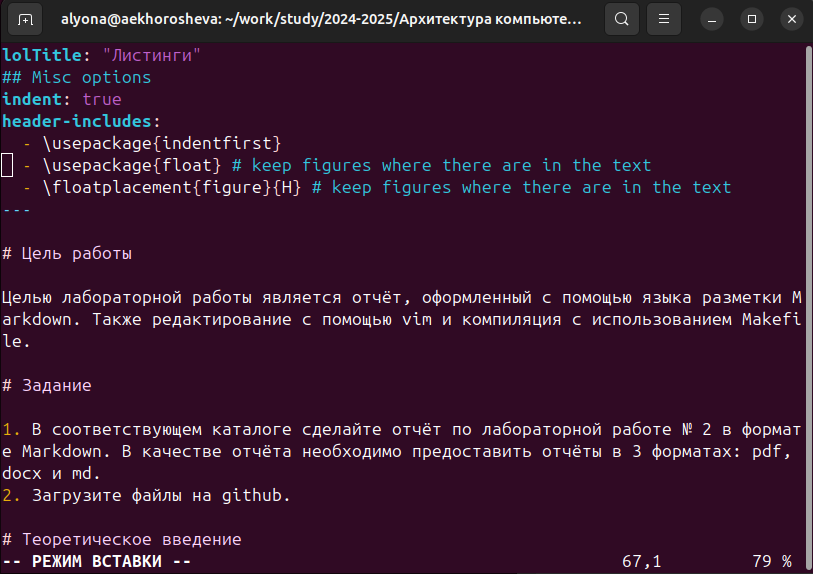 alyona@aekhorosheva: ~/work/study/2024-2025/Архитектура компьюте...
lolTitle: "Листинги"
## Misc options
indent: true
header-includes:
  - \usepackage{indentfirst}
  - \usepackage{float} # keep figures where there are in the text
  - \floatplacement{figure}{H} # keep figures where there are in the text
---
# Цель работы
Целью лабораторной работы является отчёт, оформленный с помощью языка разметки M
arkdown. Также редактирование с помощью vim и компиляция с использованием Makefi
le.
# Задание
1. В соответствующем каталоге сделайте отчёт по лабораторной работе № 2 в формат
е Markdown. В качестве отчёта необходимо предоставить отчёты в 3 форматах: pdf,
docx и md.
2. Загрузите файлы на github.
# Теоретическое введение
-- РЕЖИМ ВСТАВКИ -- 67,1 79 %